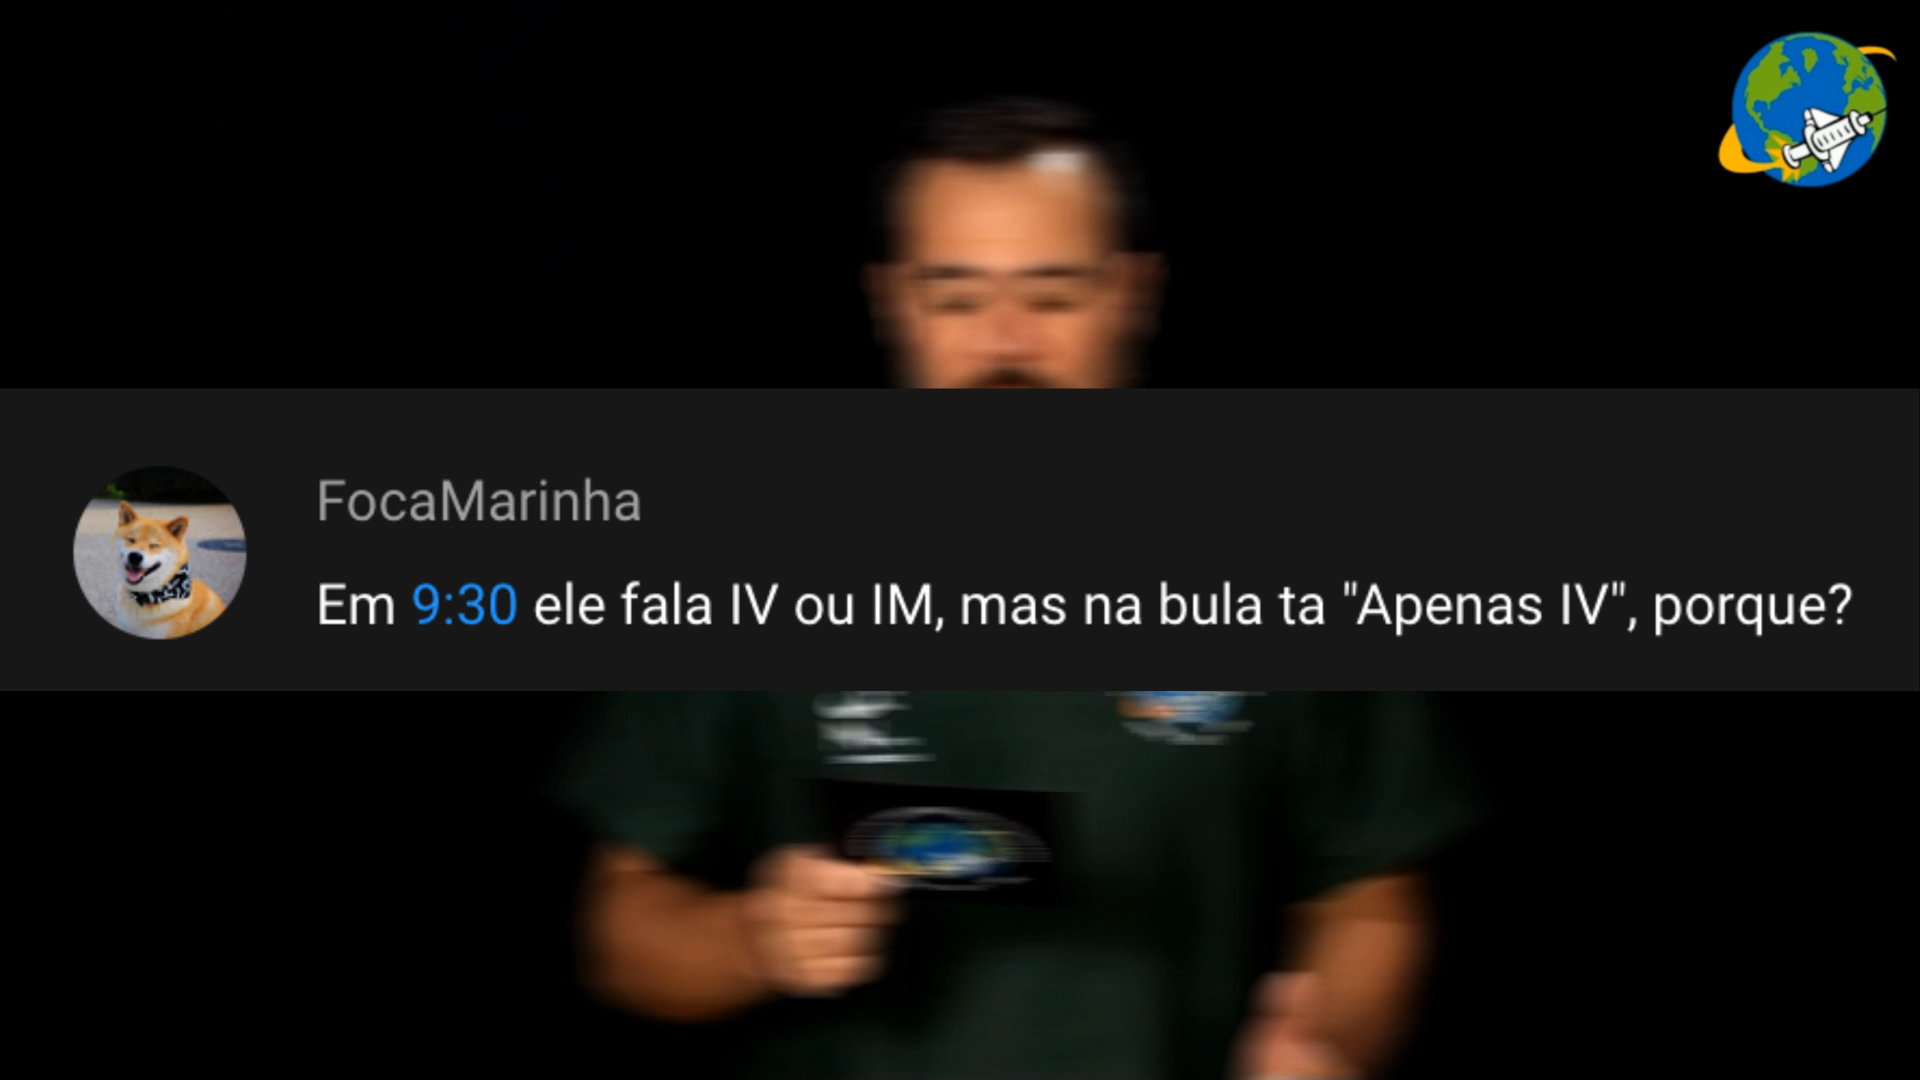 FocaMarinha
Em 9:30 ele fala IV ou IM, mas na bula ta "Apenas IV", porque?